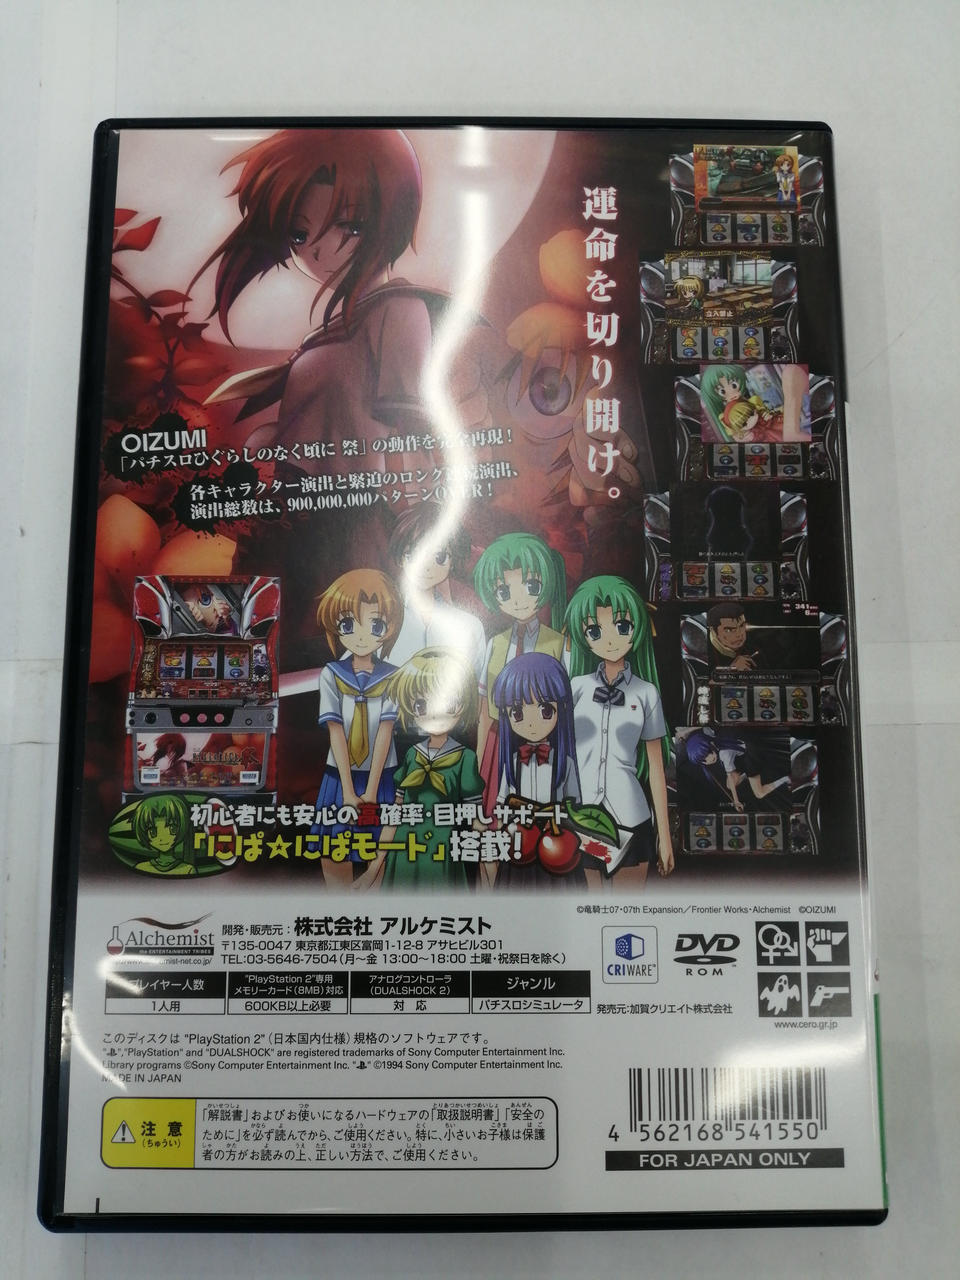 運命を切り開け。
OIZUMI
「パチスロひぐらしのなく頃に 祭」の動作を完全再現!
各キャラクター演出と緊迫のロング連続演出、
演出総数は、900,000,000パターンOVER!
立入禁止
341
6
初心者にも安心の高確率・目押しサポート
「にぱ☆にぱモード」搭載!
©竜騎士07・07th Expansion/Frontier Works・Alchemist ©OIZUMI
Alchemist
the ENTERTAINMENT TRIBES
開発・販売元: 株式会社 アルケミスト
〒135-0047 東京都江東区富岡1-12-8 アサヒビル301
TEL:03-5646-7504(月〜金 13:00〜18:00 土曜・祝祭日を除く)
CRIWARE
DVD
ROM
プレイヤー人数
1人用
"PlayStation 2"専用
メモリーカード(8MB)対応
600KB以上必要
アナログコントローラ
(DUALSHOCK 2)
対 応
ジャンル
パチスロシミュレータ
発売元:加賀クリエイト株式会社
www.cero.gr.jp
このディスクは "PlayStation 2"(日本国内仕様)規格のソフトウェアです。
"PlayStation" and "DUALSHOCK" are registered trademarks of Sony Computer Entertainment Inc.
Library programs ©Sony Computer Entertainment Inc. ©1994 Sony Computer Entertainment Inc.
MADE IN JAPAN
注意
(ちゅうい)
「解説書」およびお使いになるハードウェアの「取扱説明書」「安全の
ために」を必ず読んでから、ご使用ください。特に、小さいお子様は保護
者の方がお読みの上、正しい方法で、ご使用ください。
4 562168 541550
FOR JAPAN ONLY